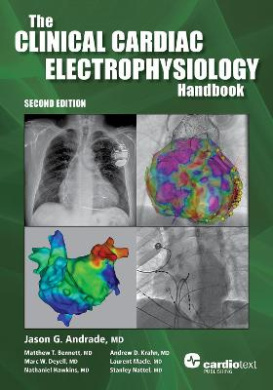 The
CLINICAL CARDIAC
ELECTROPHYSIOLOGY
Handbook
SECOND EDITION
Jason G. Andrade, MD
Matthew T. Bennett, MD
Marc W. Deyell, MD
Nathaniel Hawkins, MD
Andrew D. Krahn, MD
Laurent Macle, MD
Stanley Nattel, MD
cardiotext
PUBLISHING